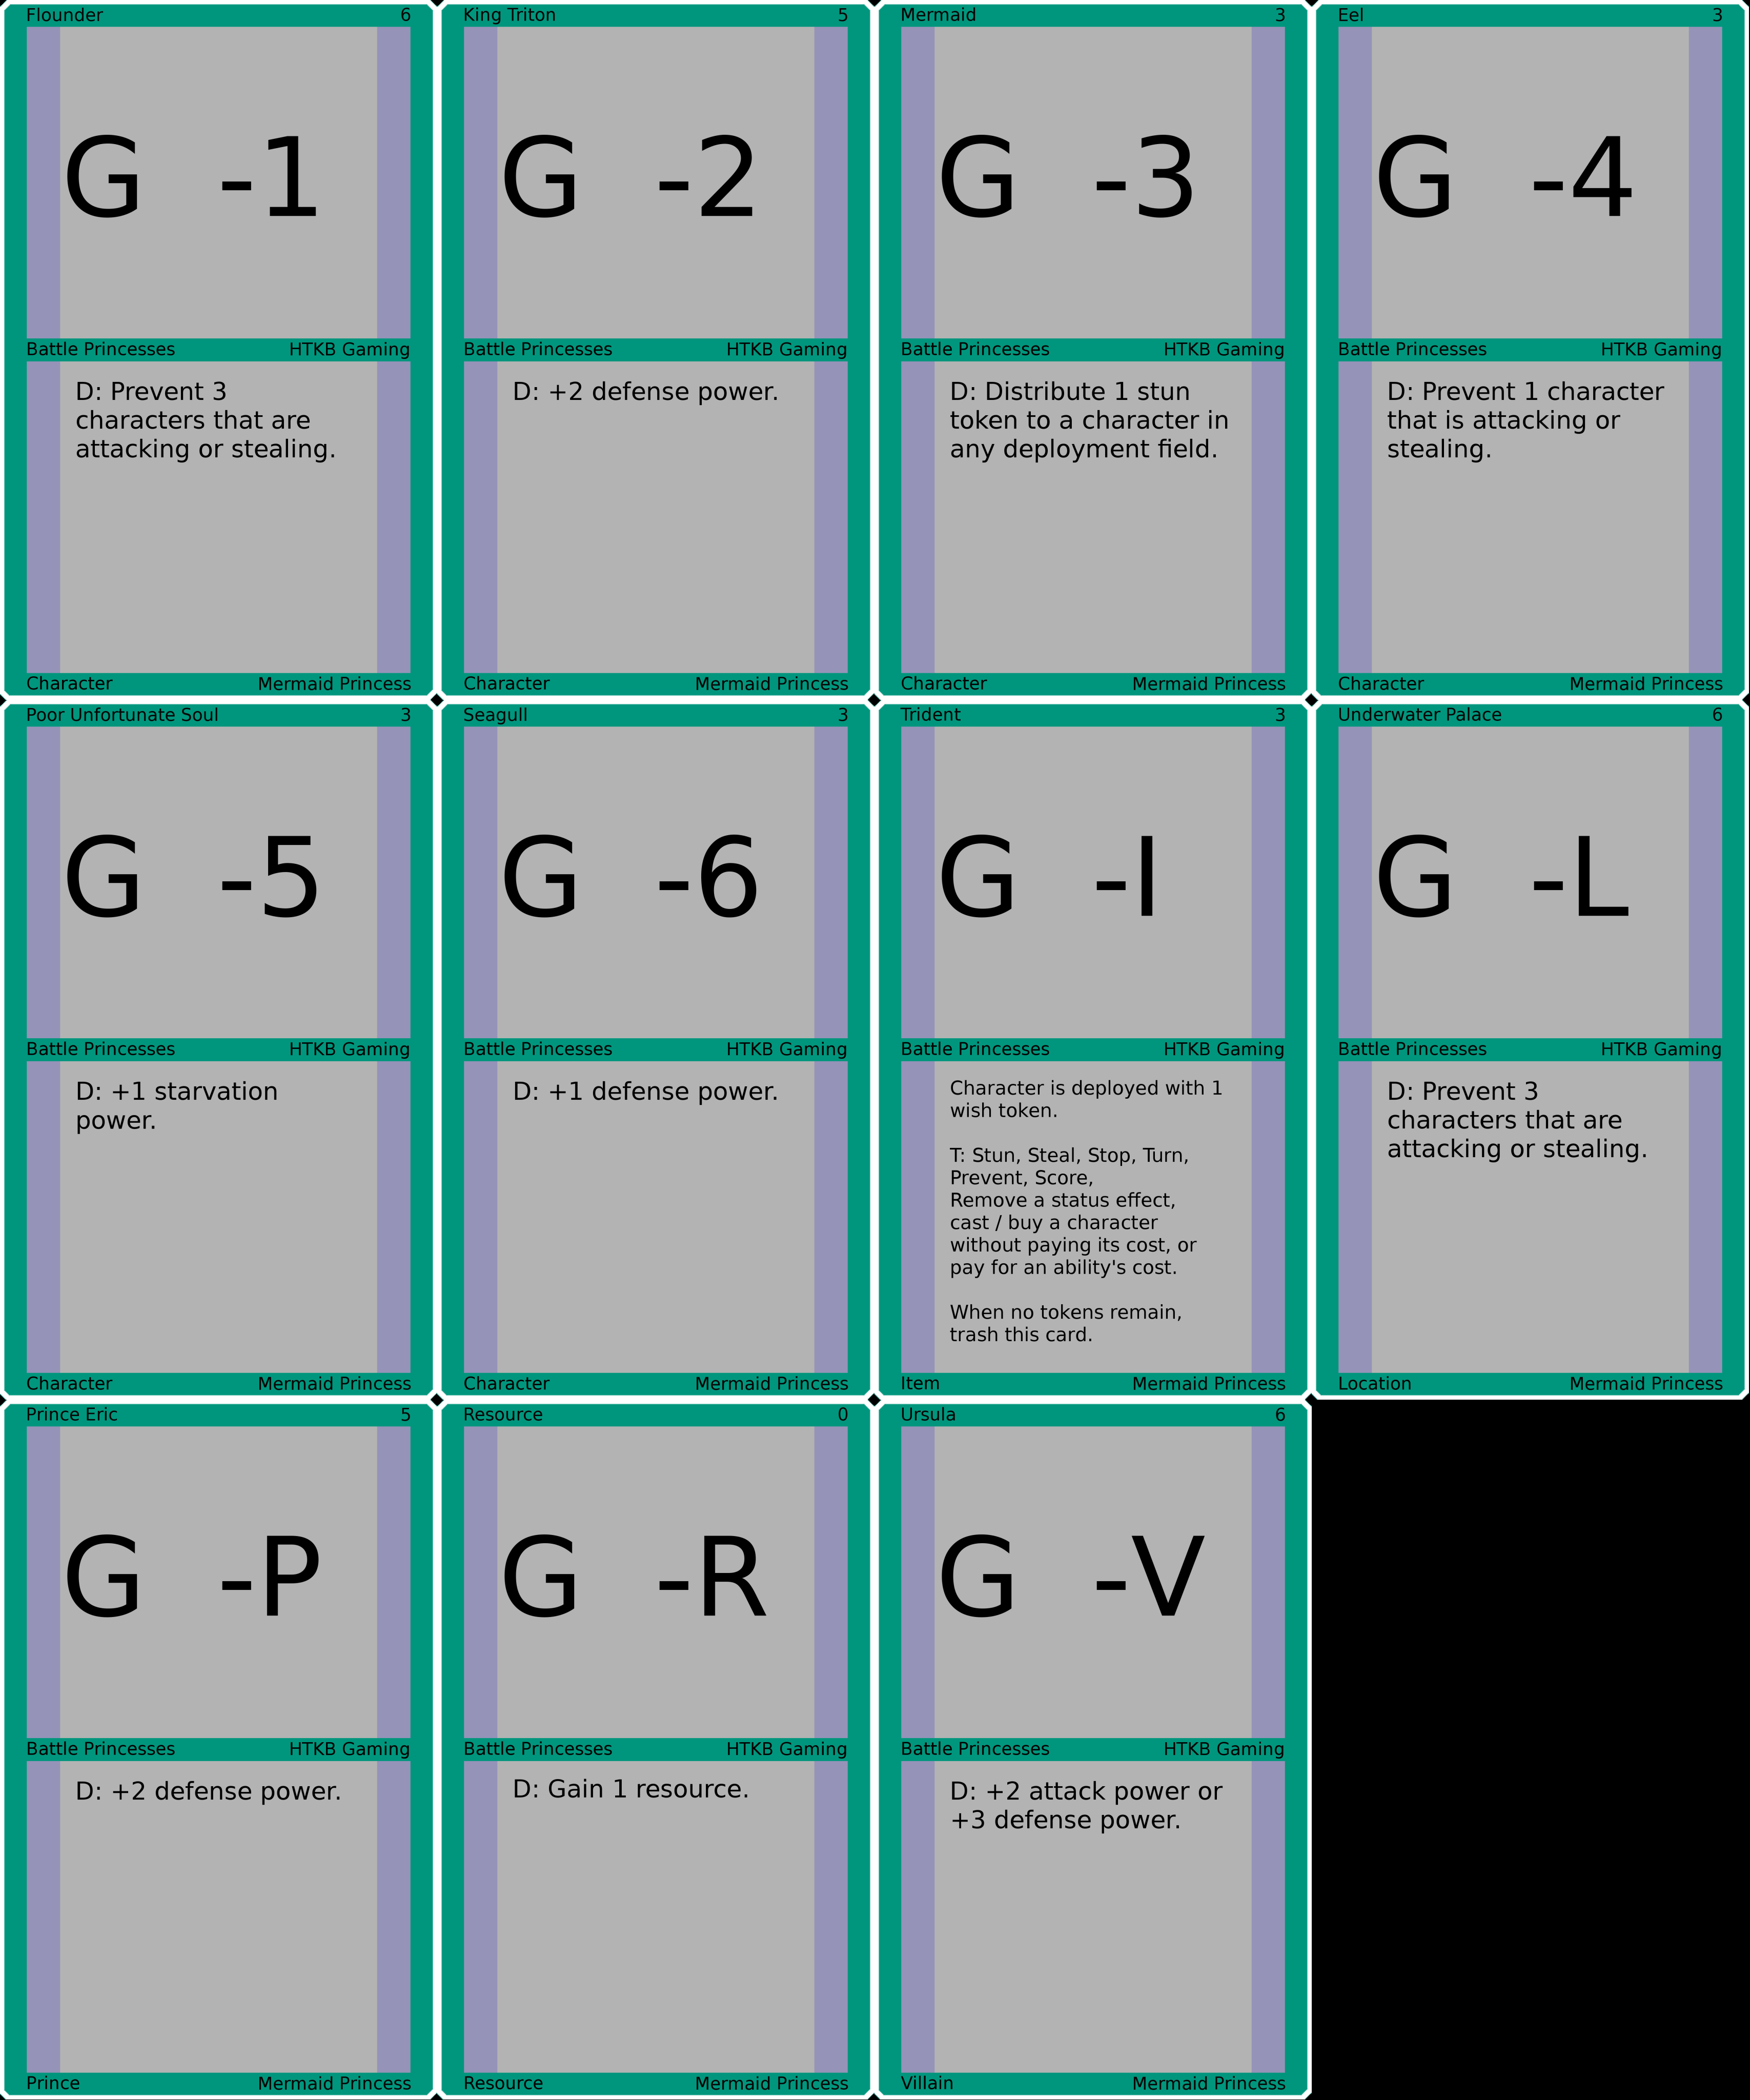 Flounder 6
G -1
Battle Princesses HTKB Gaming
D: Prevent 3
characters that are
attacking or stealing.
Character Mermaid Princess
King Triton 5
G -2
Battle Princesses HTKB Gaming
D: +2 defense power.
Character Mermaid Princess
Mermaid 3
G -3
Battle Princesses HTKB Gaming
D: Distribute 1 stun
token to a character in
any deployment field.
Character Mermaid Princess
Eel 3
G -4
Battle Princesses HTKB Gaming
D: Prevent 1 character
that is attacking or
stealing.
Character Mermaid Princess
Poor Unfortunate Soul 3
G -5
Battle Princesses HTKB Gaming
D: +1 starvation
power.
Character Mermaid Princess
Seagull 3
G -6
Battle Princesses HTKB Gaming
D: +1 defense power.
Character Mermaid Princess
Trident 3
G -I
Battle Princesses HTKB Gaming
Character is deployed with 1
wish token.
T: Stun, Steal, Stop, Turn,
Prevent, Score,
Remove a status effect,
cast / buy a character
without paying its cost, or
pay for an ability's cost.
When no tokens remain,
trash this card.
Item Mermaid Princess
Underwater Palace 6
G -L
Battle Princesses HTKB Gaming
D: Prevent 3
characters that are
attacking or stealing.
Location Mermaid Princess
Prince Eric 5
G -P
Battle Princesses HTKB Gaming
D: +2 defense power.
Prince Mermaid Princess
Resource 0
G -R
Battle Princesses HTKB Gaming
D: Gain 1 resource.
Resource Mermaid Princess
Ursula 6
G -V
Battle Princesses HTKB Gaming
D: +2 attack power or
+3 defense power.
Villain Mermaid Princess